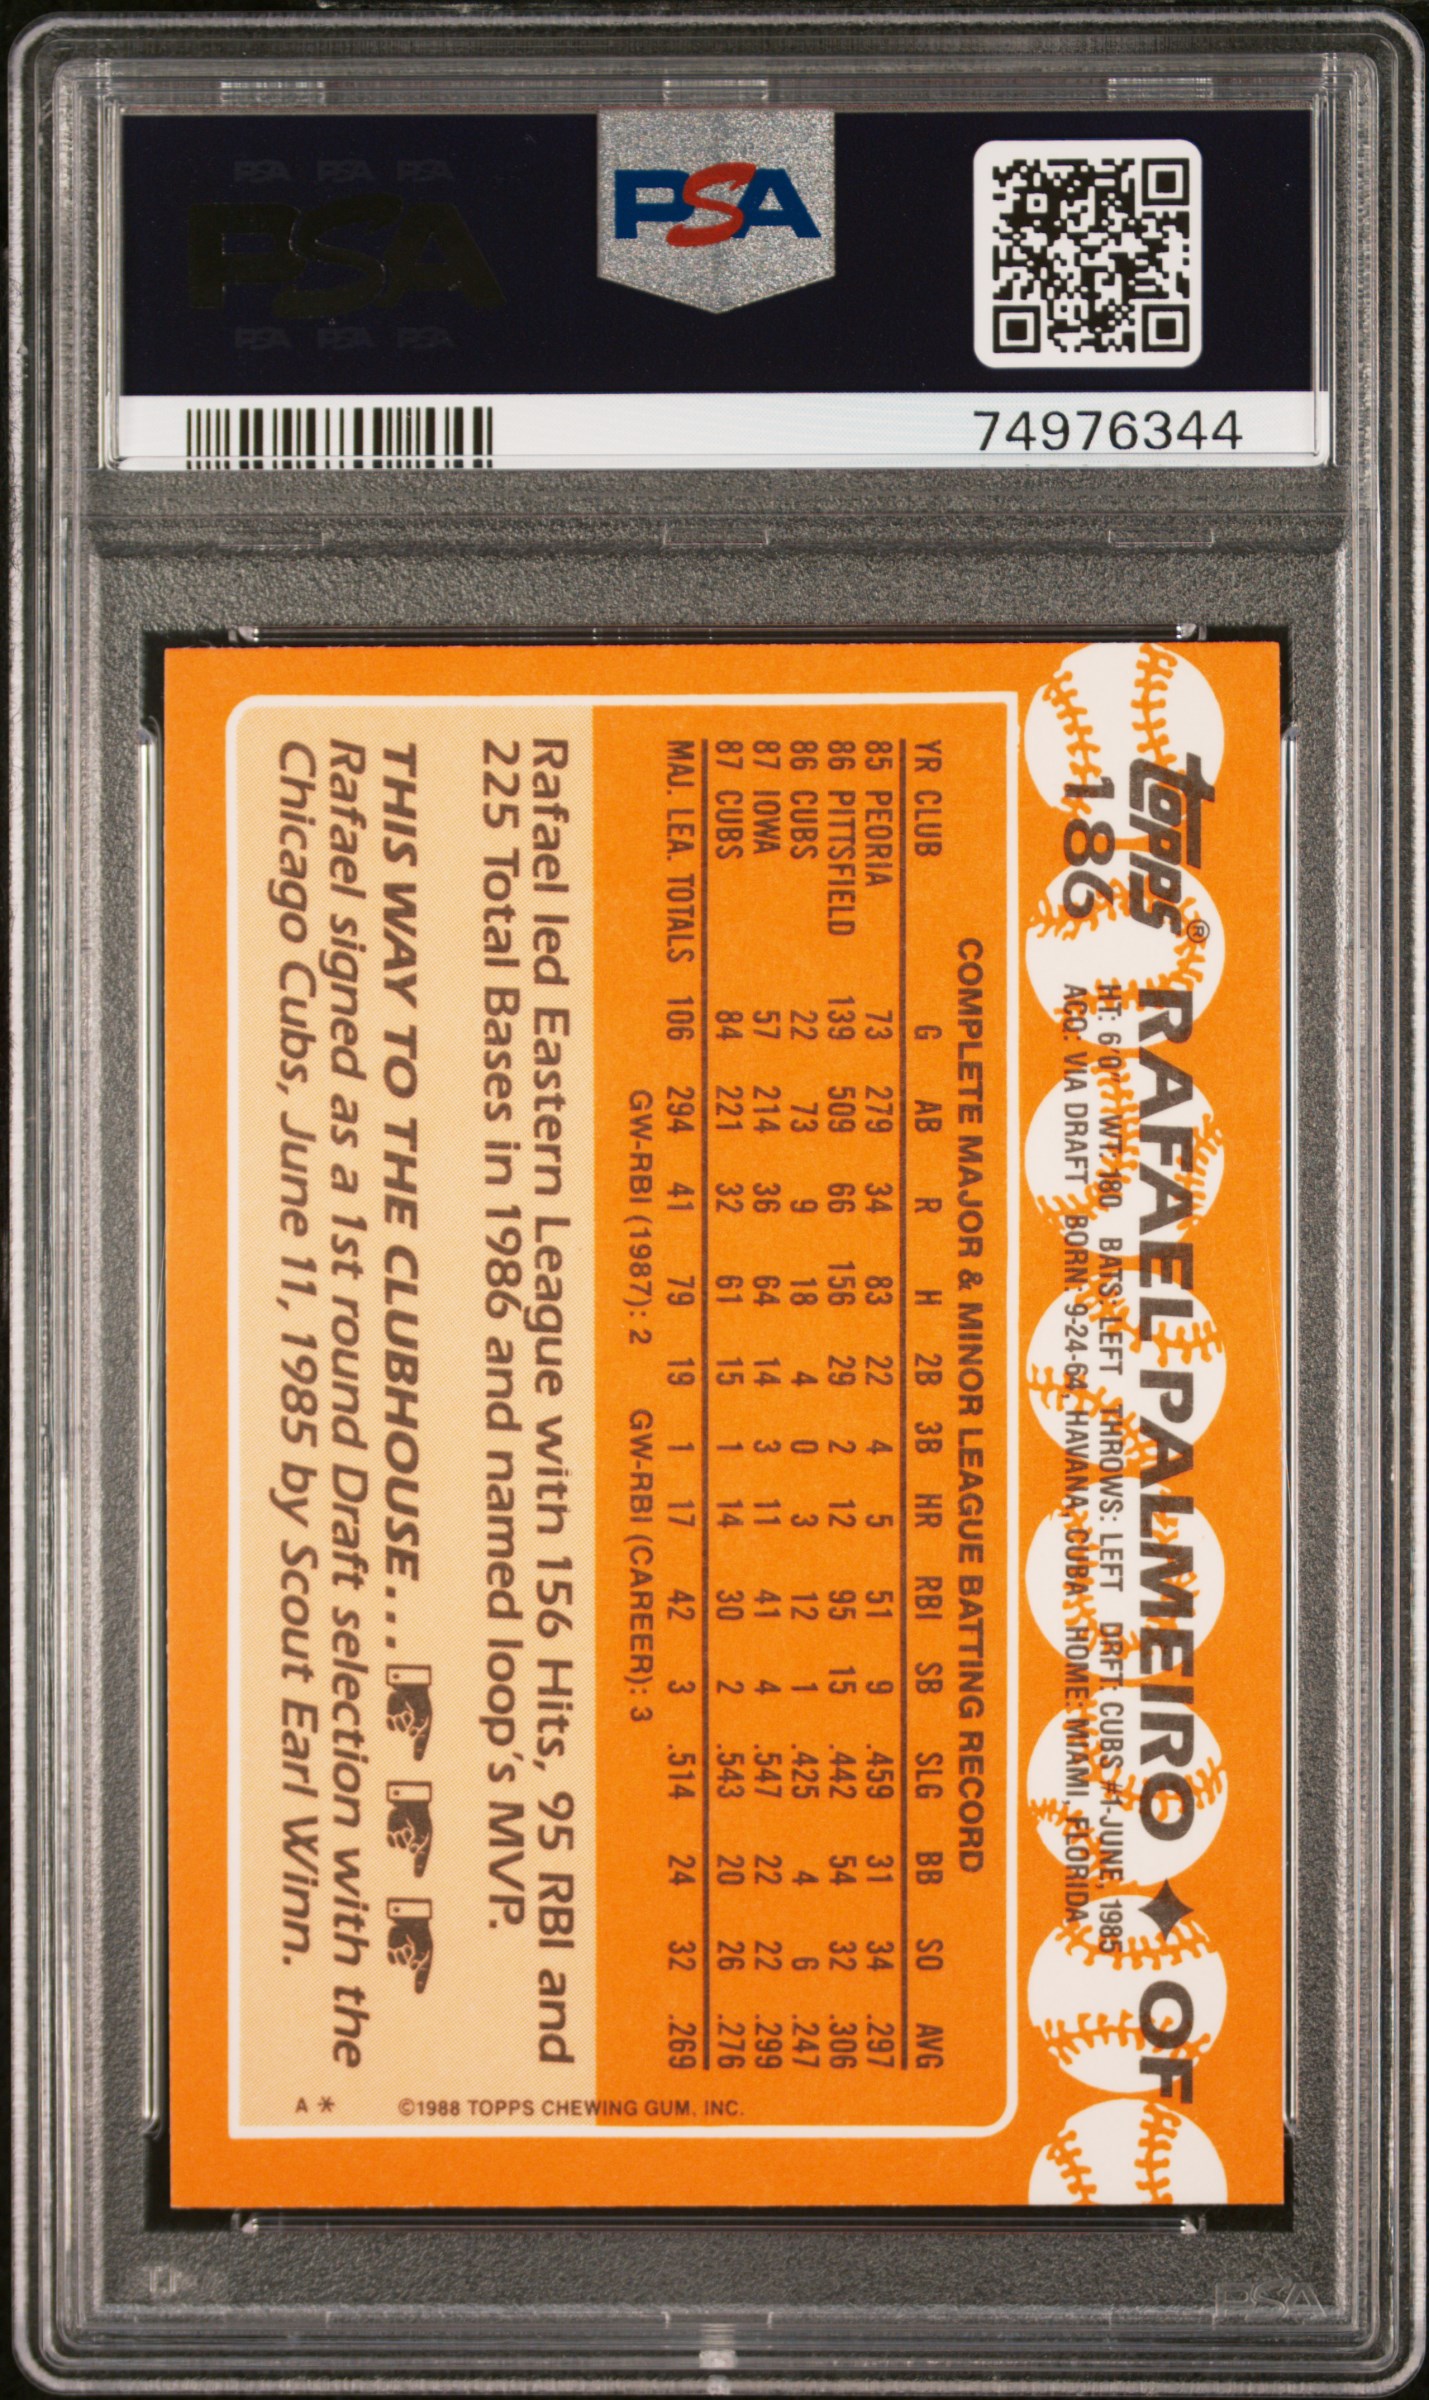 PSA PSA PSA
PSA
PSA PSA PSA
PSA
74976344
topps®
186
RAFAEL PALMEIRO ✦ OF
HT: 6'0" WT: 180 BATS: LEFT THROWS: LEFT DRFT: CUBS #1-JUNE, 1985
ACQ: VIA DRAFT BORN: 9-24-64, HAVANA, CUBA HOME: MIAMI, FLORIDA
COMPLETE MAJOR & MINOR LEAGUE BATTING RECORD
YR CLUB G AB R H 2B 3B HR RBI SB SLG BB SO AVG
85 PEORIA 73 279 34 83 22 4 5 51 9 .459 31 34 .297
86 PITTSFIELD 139 509 66 156 29 2 12 95 15 .442 54 32 .306
86 CUBS 22 73 9 18 4 0 3 12 1 .425 4 6 .247
87 IOWA 57 214 36 64 14 3 11 41 4 .547 22 22 .299
87 CUBS 84 221 32 61 15 1 14 30 2 .543 20 26 .276
MAJ. LEA. TOTALS 106 294 41 79 19 1 17 42 3 .514 24 32 .269
GW-RBI (1987): 2 GW-RBI (CAREER): 3
Rafael led Eastern League with 156 Hits, 95 RBI and
225 Total Bases in 1986 and named loop's MVP.
THIS WAY TO THE CLUBHOUSE...
Rafael signed as a 1st round Draft selection with the
Chicago Cubs, June 11, 1985 by Scout Earl Winn.
©1988 TOPPS CHEWING GUM, INC.
A *
PSA